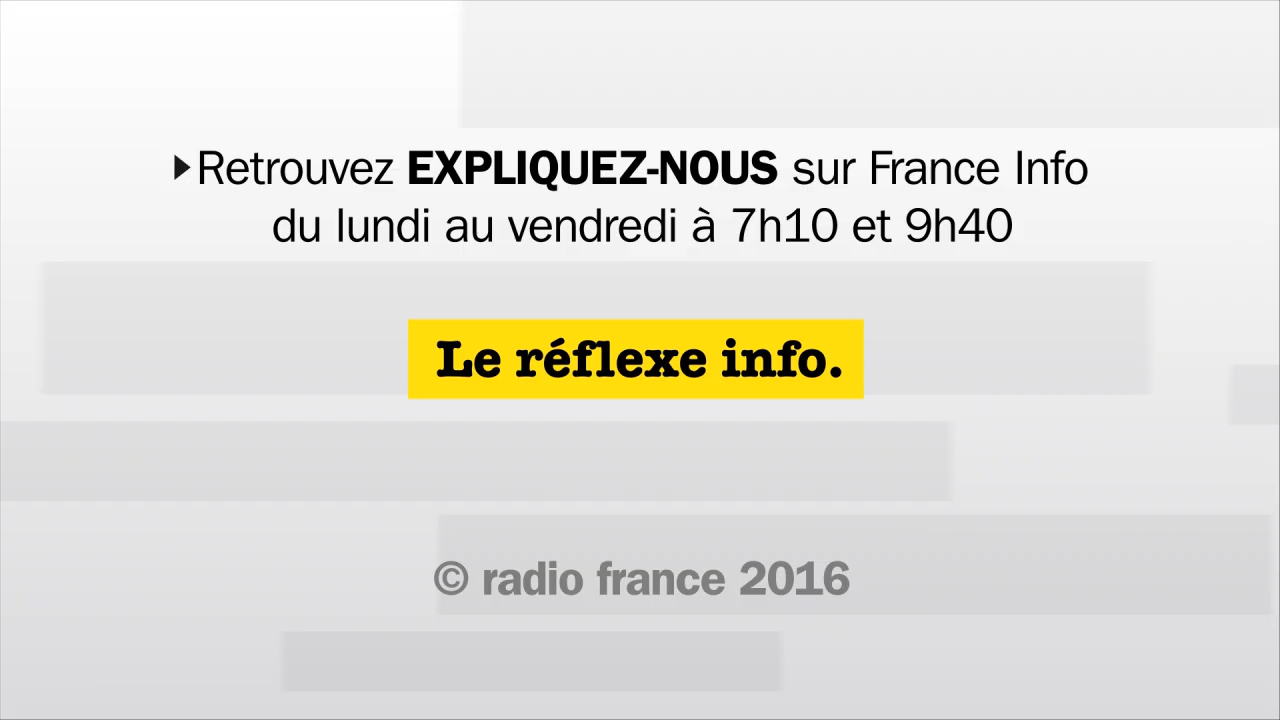 Retrouvez EXPLIQUEZ-NOUS sur France Info
du lundi au vendredi à 7h10 et 9h40
Le réflexe info.
© radio france 2016